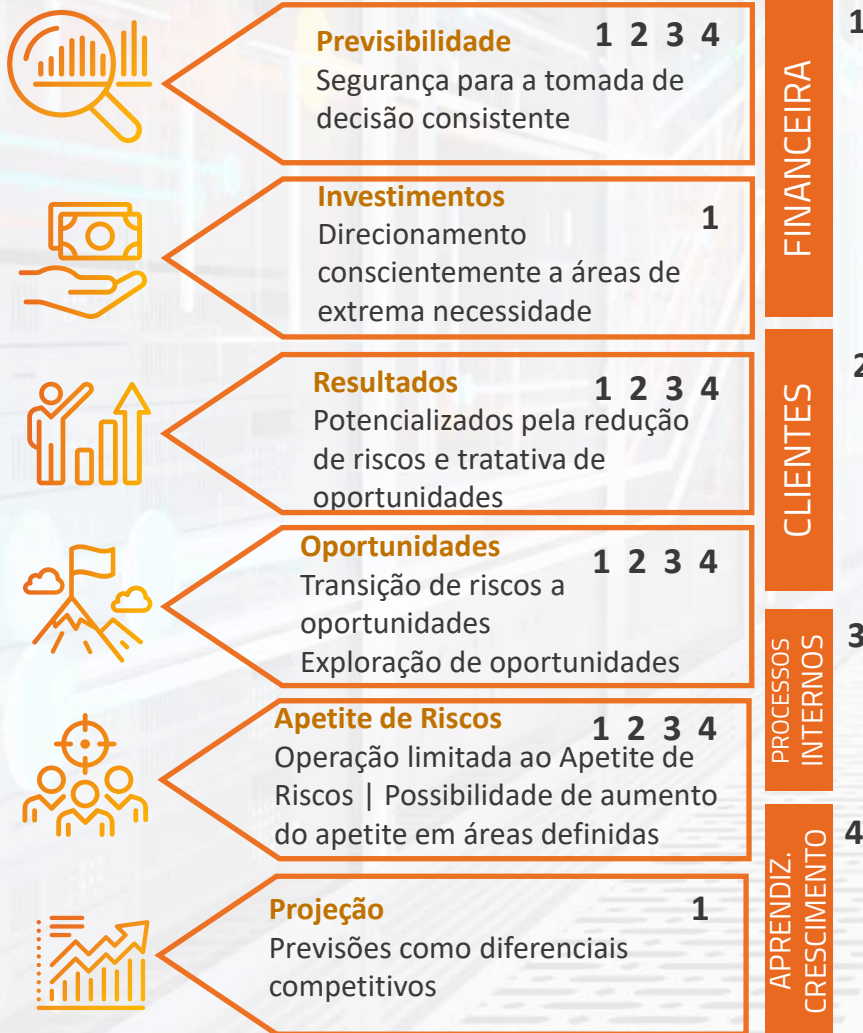 Previsibilidade 1 2 3 4
Segurança para a tomada de
decisão consistente
Investimentos
1
Direcionamento
conscientemente a áreas de
extrema necessidade
Resultados 1 2 3 4
Potencializados pela redução
de riscos e tratativa de
oportunidades
Oportunidades
1 2 3 4
Transição de riscos a
oportunidades
Exploração de oportunidades
Apetite de Riscos 1 2 3 4
Operação limitada ao Apetite de
Riscos | Possibilidade de aumento
do apetite em áreas definidas
Projeção 1
Previsões como diferenciais
competitivos
FINANCEIRA
1
CLIENTES
2
PROCESSOS
INTERNOS
3
APRENDIZ.
CRESCIMENTO
4